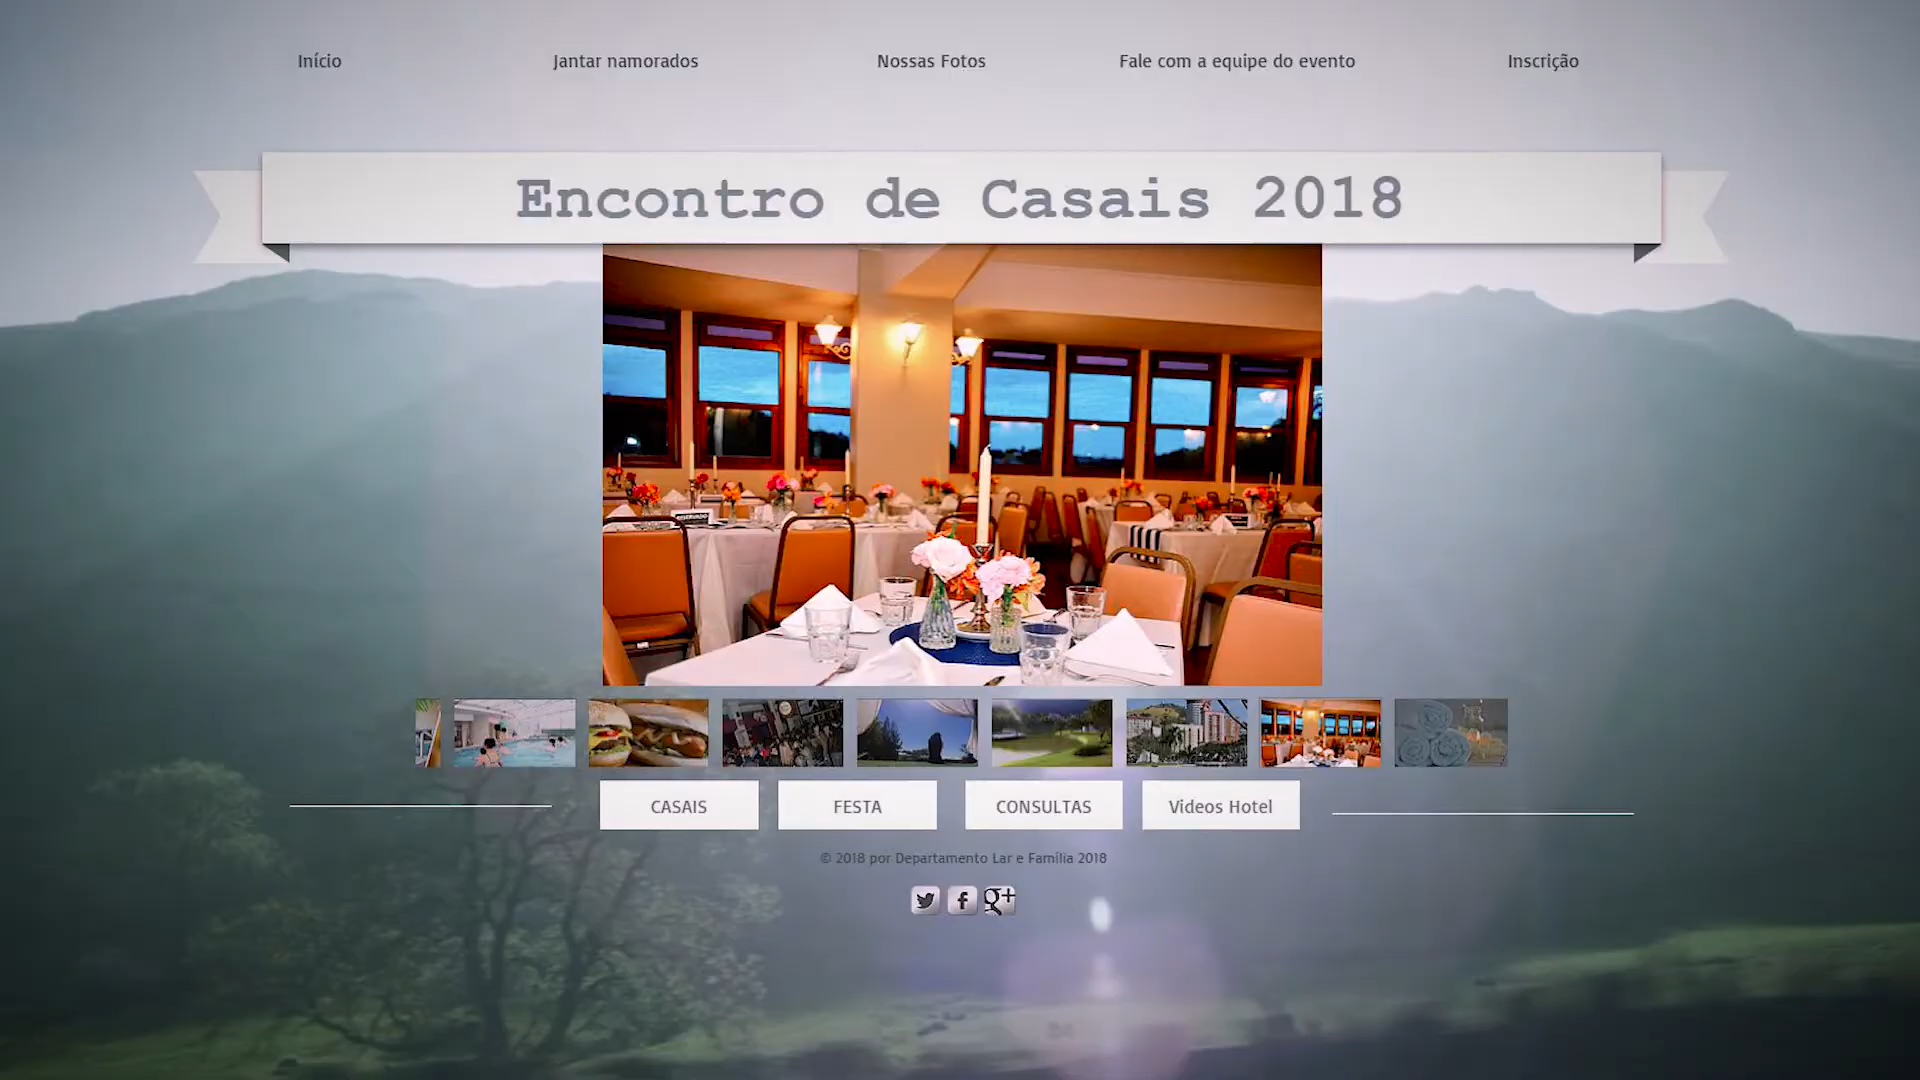 Início
Jantar namorados
Nossas Fotos
Fale com a equipe do evento
Inscrição
Encontro de Casais 2018
RESERVADO
CASAIS
FESTA
CONSULTAS
Videos Hotel
© 2018 por Departamento Lar e Família 2018